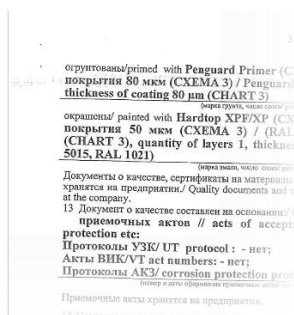 огрунтованы/primed with Penguard Primer (С
покрытия 80 мкм (СХЕМА 3) / Penguard
thickness of coating 80 µm (CHART 3)
(марка грунта, число слоев/
окрашены/ painted with Hardtop XPF/XP (СХ
покрытия 50 мкм (СХЕМА 3) / (RAL
(CHART 3), quantity of layers 1, thickne
5015, RAL 1021)
(марка эмали, число слоев/
Документы о качестве, сертификаты на материалы
хранятся на предприятии./ Quality documents and
at the company.
13 Документ о качестве составлен на основании:/
приемочных актов // acts of accept
protection etc:
Протоколы УЗК/ UT protocol : - нет;
Акты ВИК/VT act numbers: - нет;
Протоколы АКЗ/ corrosion protection prot
(номер и даты оформления приемочных
Приемочные акты хранятся на предприятии.